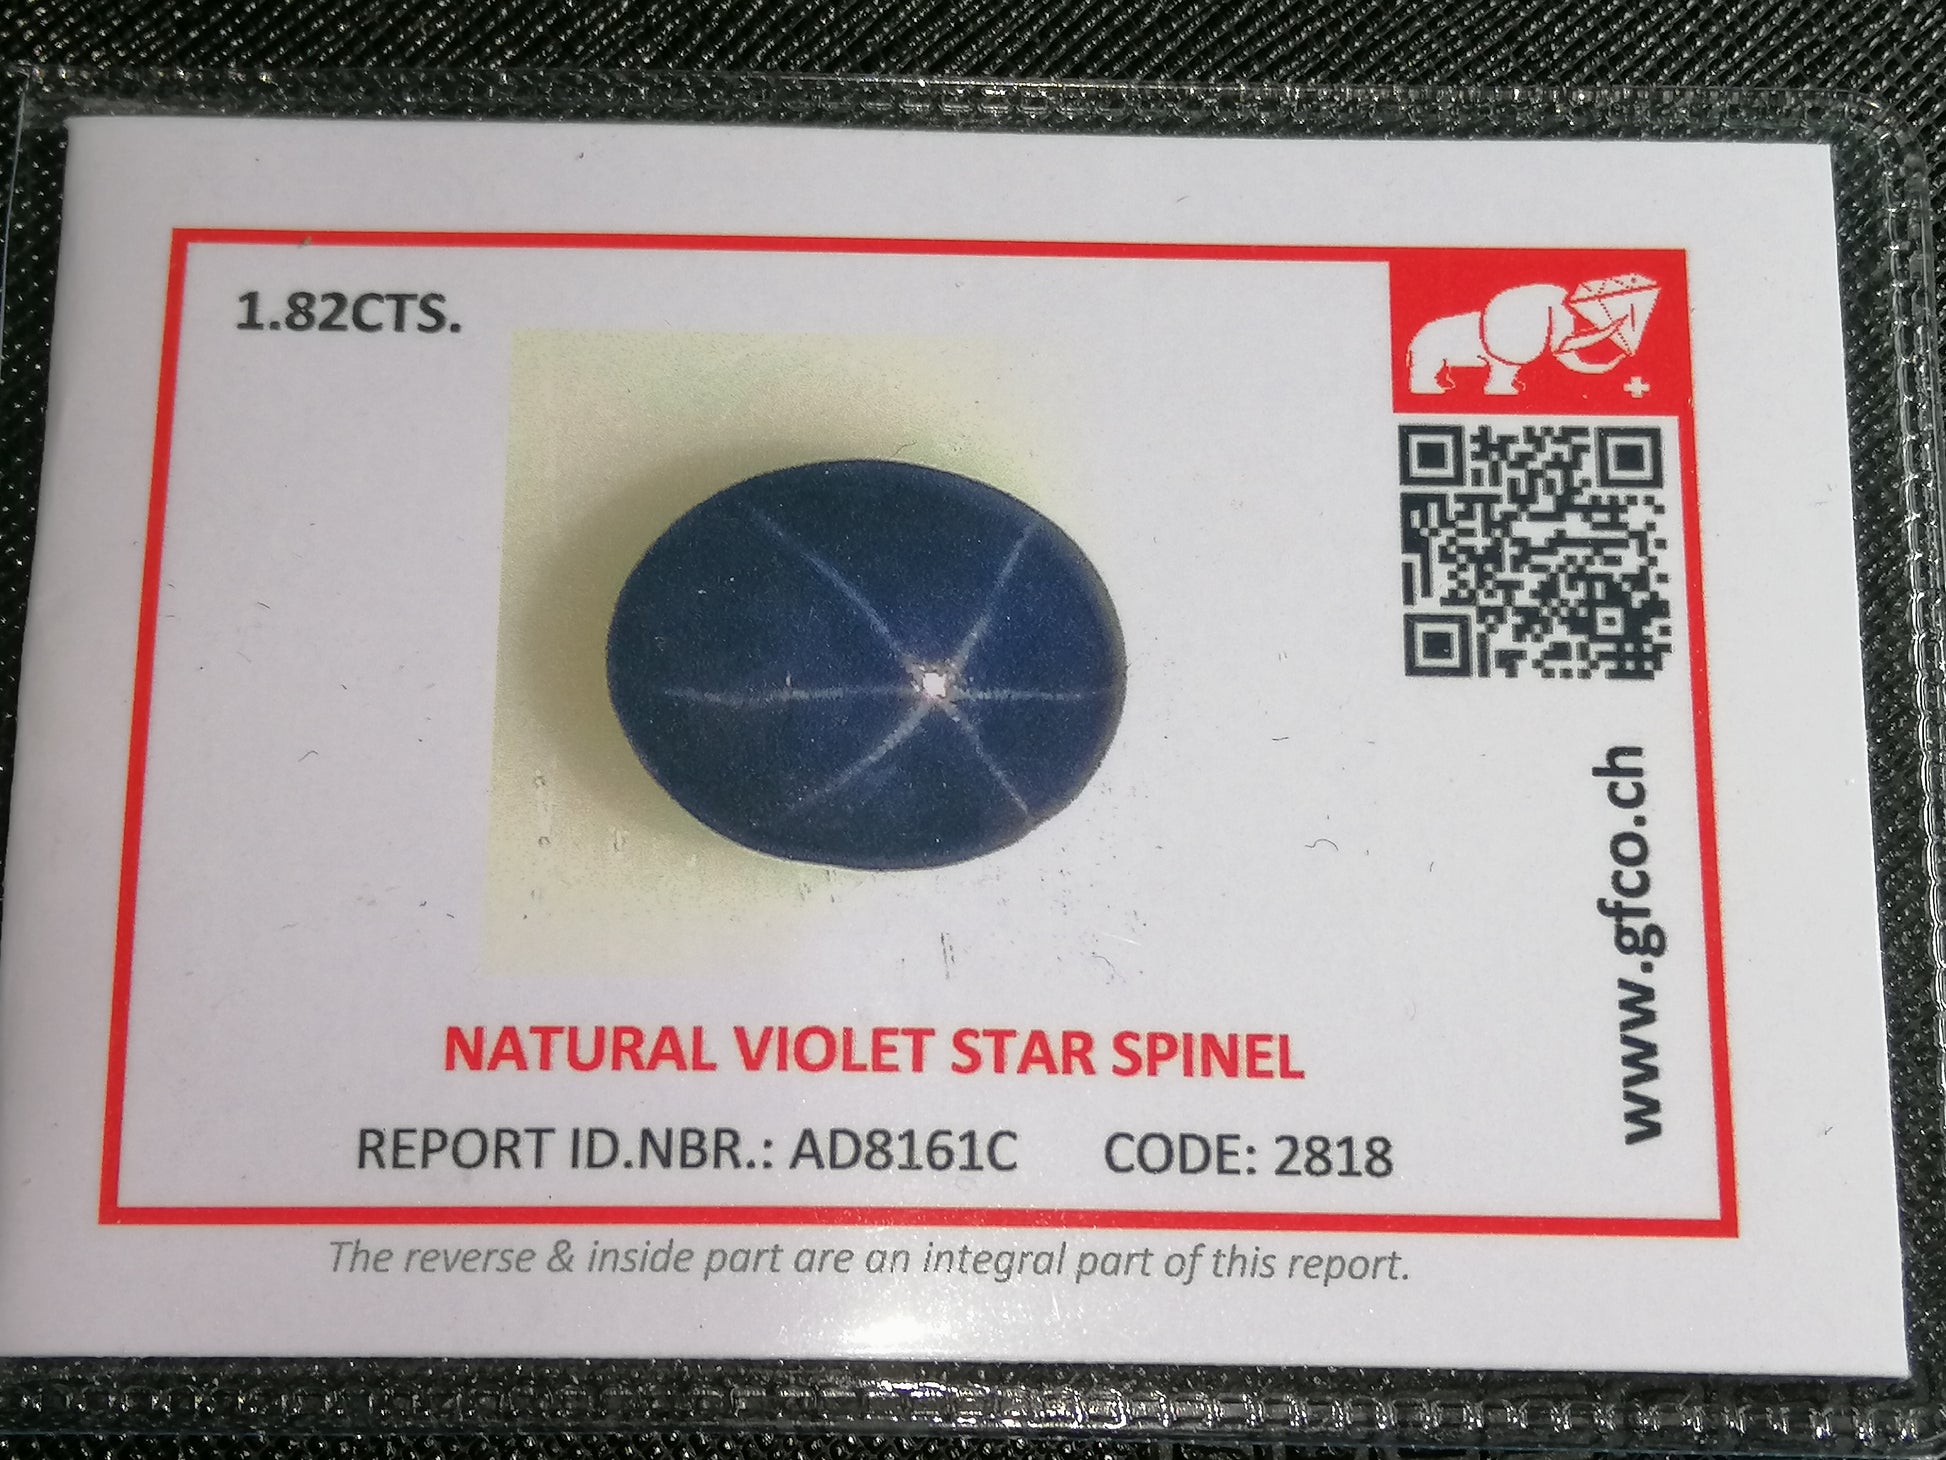 1.82CTS.
www.gfco.ch
NATURAL VIOLET STAR SPINEL
REPORT ID.NBR.: AD8161C CODE: 2818
The reverse & inside part are an integral part of this report.